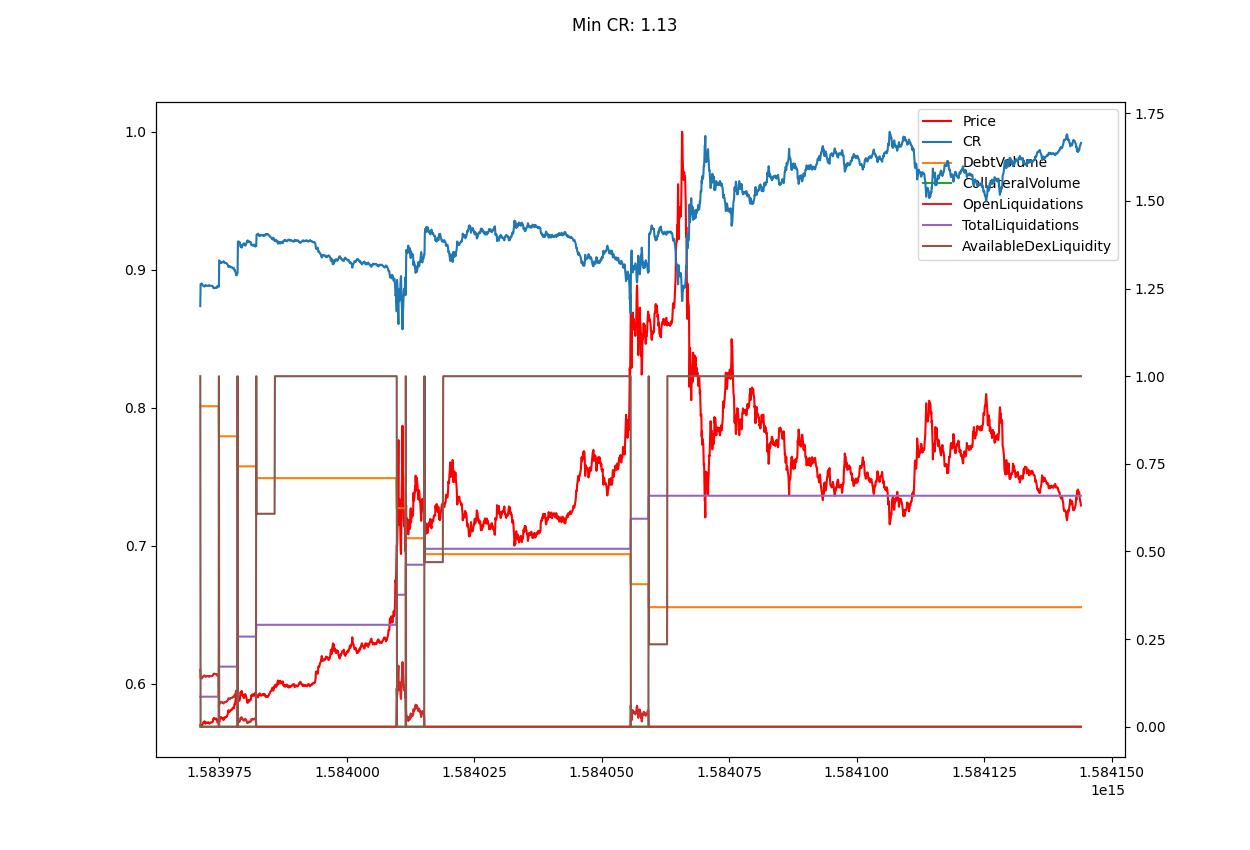 Min CR: 1.13
1.0
0.9
0.8
0.7
0.6
1.75
1.50
1.25
1.00
0.75
0.50
0.25
0.00
Price
CR
DebtVolume
CollateralVolume
OpenLiquidations
TotalLiquidations
AvailableDexLiquidity
1.583975 1.584000 1.584025 1.584050 1.584075 1.584100 1.584125 1.584150
1e15